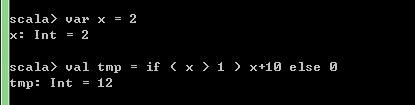 scala> var x = 2
x: Int = 2
scala> val tmp = if ( x > 1 ) x+10 else 0
tmp: Int = 12